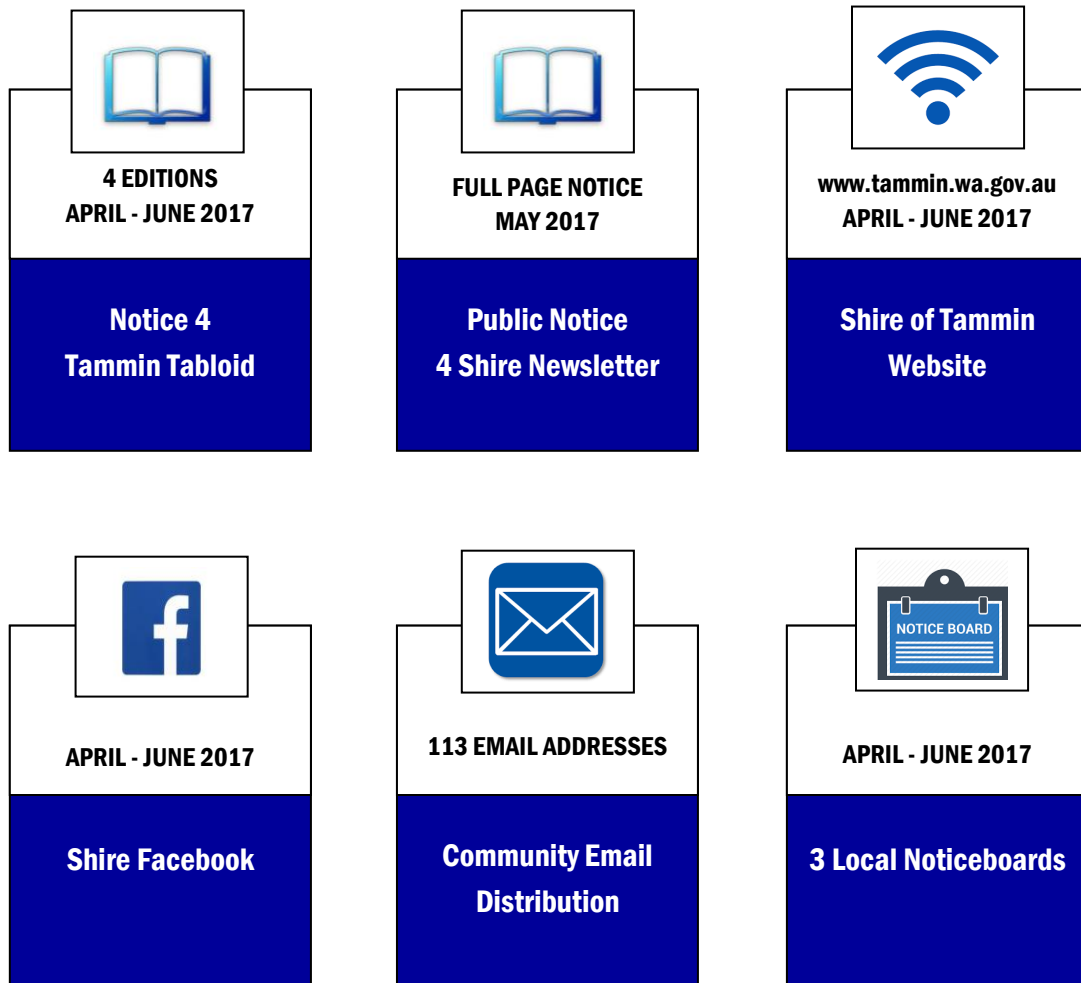 4 EDITIONS
APRIL - JUNE 2017
Notice 4
Tammin Tabloid
FULL PAGE NOTICE
MAY 2017
Public Notice
4 Shire Newsletter
www.tammin.wa.gov.au
APRIL - JUNE 2017
Shire of Tammin
Website
f
APRIL - JUNE 2017
Shire Facebook
113 EMAIL ADDRESSES
Community Email
Distribution
NOTICE BOARD
APRIL - JUNE 2017
3 Local Noticeboards